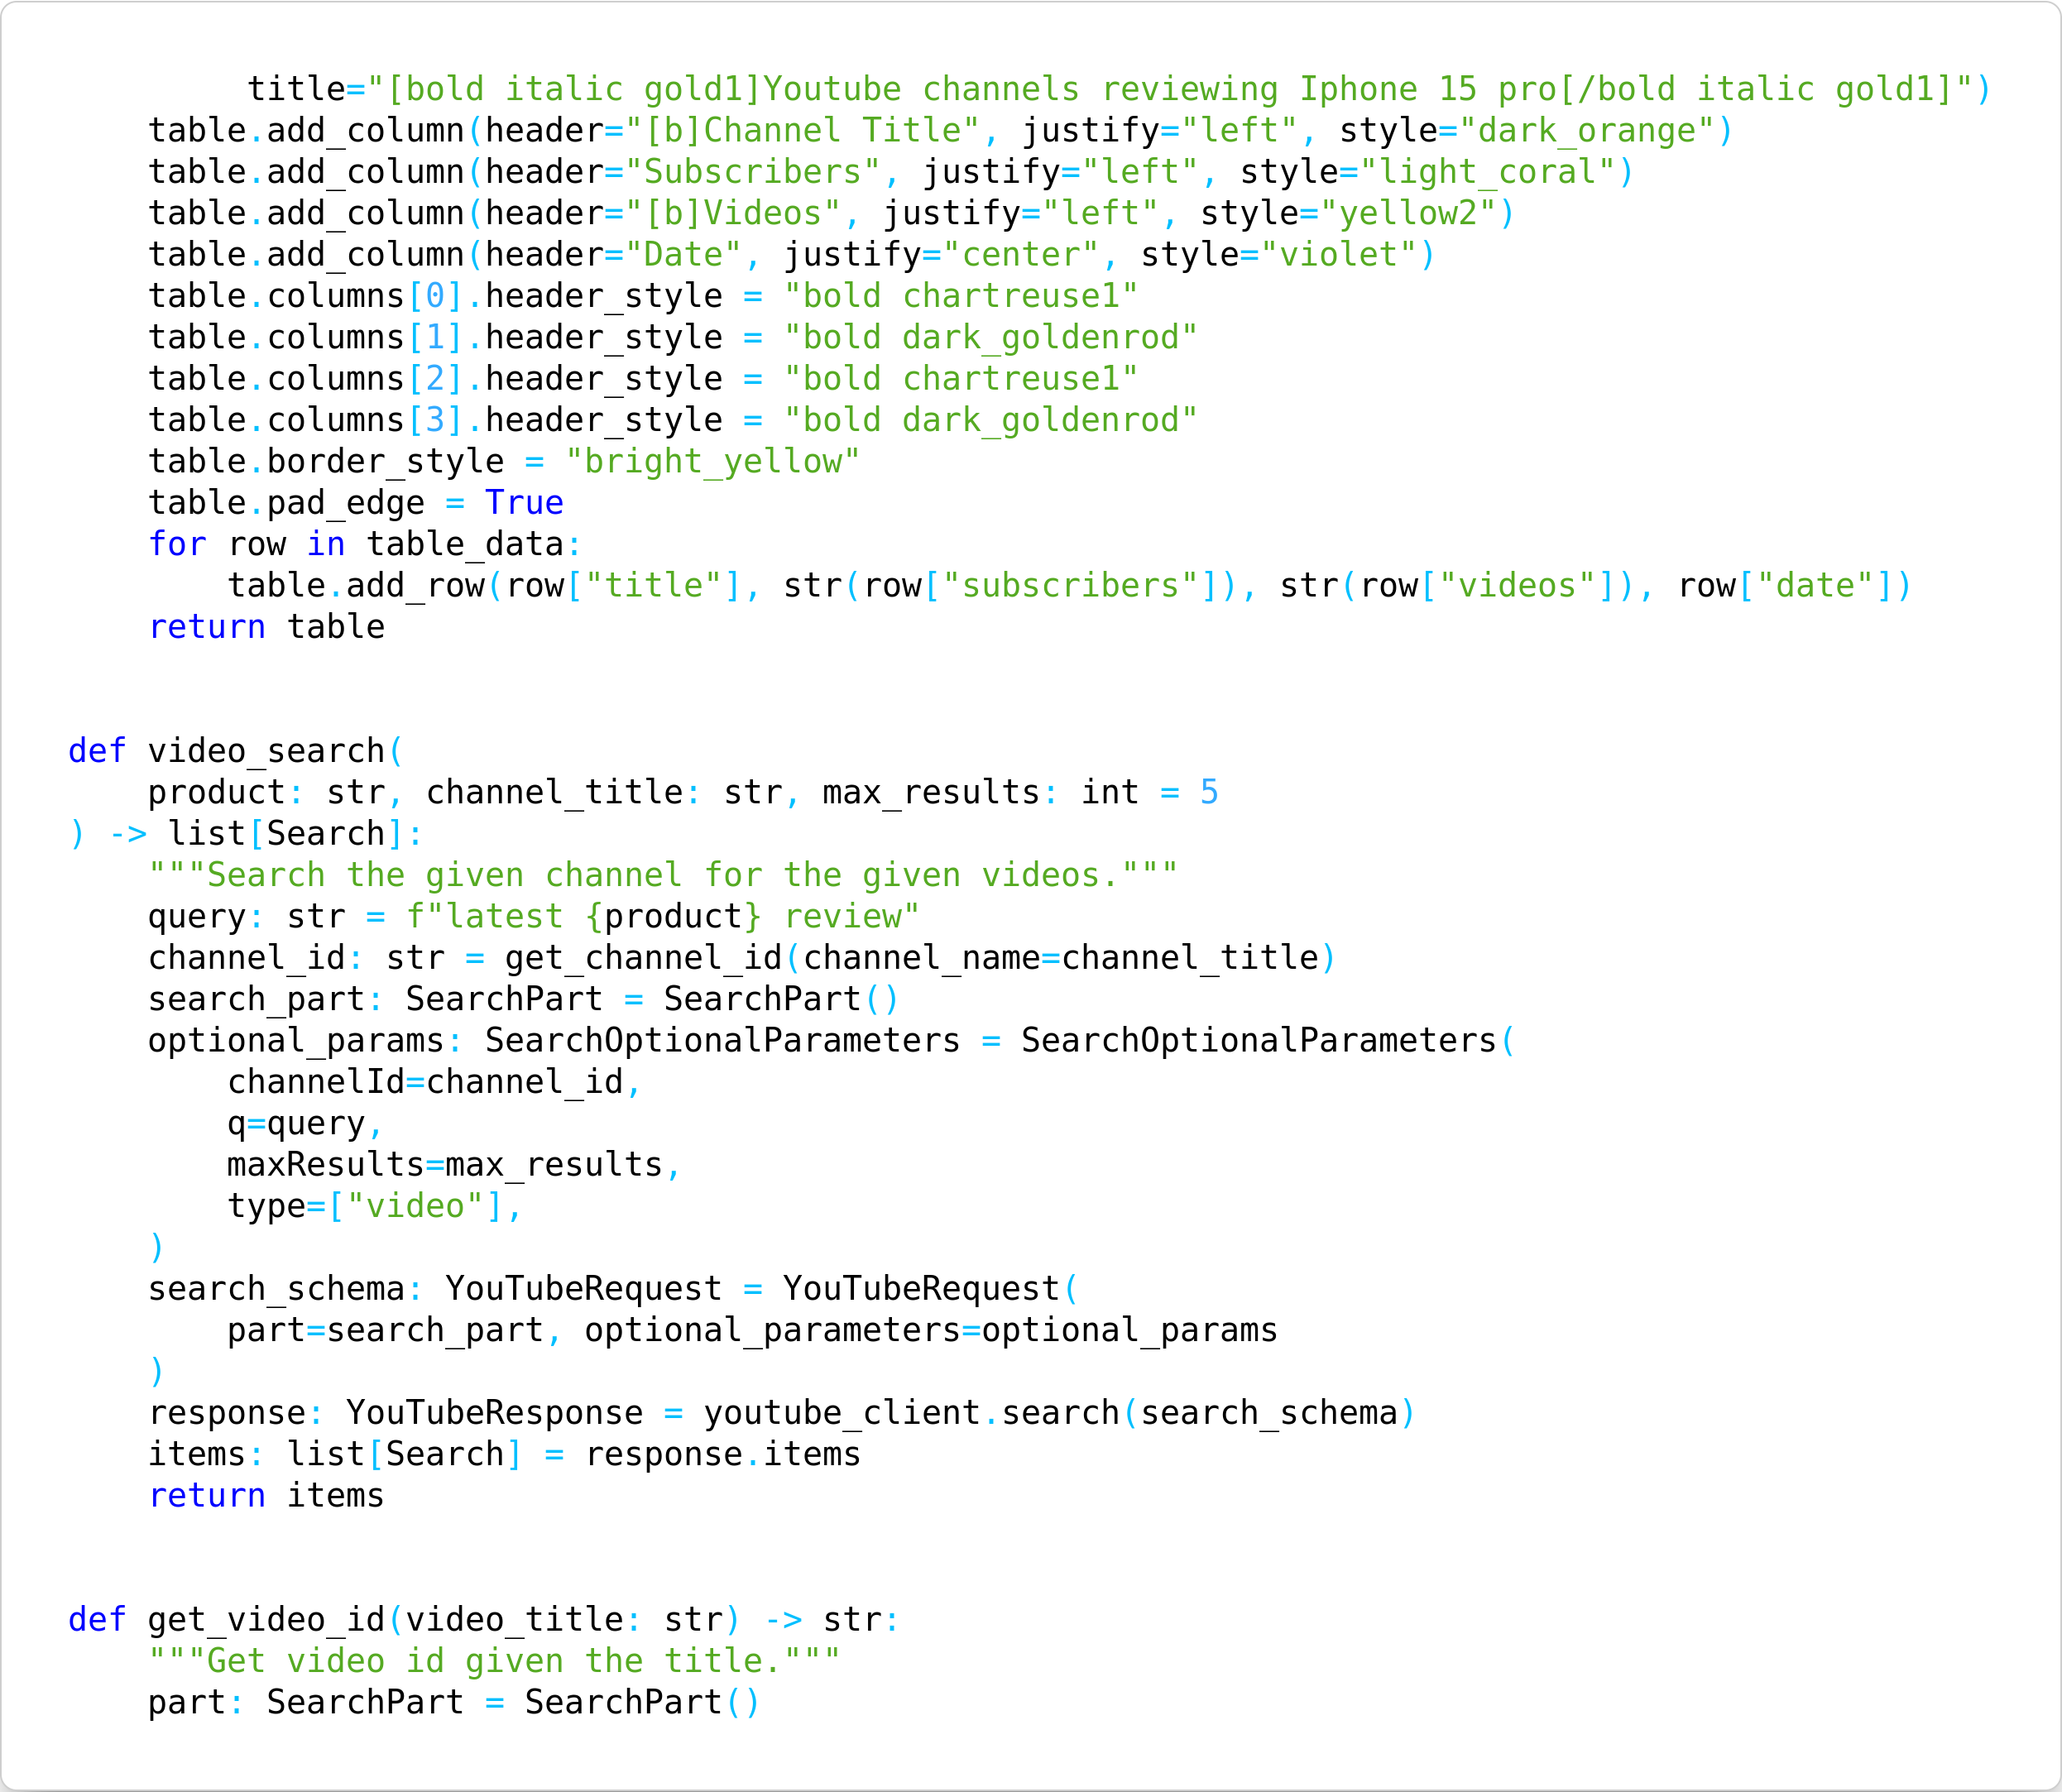 title="[bold italic gold1]Youtube channels reviewing Iphone 15 pro[/bold italic gold1]")
    table.add_column(header="[b]Channel Title", justify="left", style="dark_orange")
    table.add_column(header="Subscribers", justify="left", style="light_coral")
    table.add_column(header="[b]Videos", justify="left", style="yellow2")
    table.add_column(header="Date", justify="center", style="violet")
    table.columns[0].header_style = "bold chartreuse1"
    table.columns[1].header_style = "bold dark_goldenrod"
    table.columns[2].header_style = "bold chartreuse1"
    table.columns[3].header_style = "bold dark_goldenrod"
    table.border_style = "bright_yellow"
    table.pad_edge = True
    for row in table_data:
        table.add_row(row["title"], str(row["subscribers"]), str(row["videos"]), row["date"])
    return table


def video_search(
    product: str, channel_title: str, max_results: int = 5
) -> list[Search]:
    """Search the given channel for the given videos."""
    query: str = f"latest {product} review"
    channel_id: str = get_channel_id(channel_name=channel_title)
    search_part: SearchPart = SearchPart()
    optional_params: SearchOptionalParameters = SearchOptionalParameters(
        channelId=channel_id,
        q=query,
        maxResults=max_results,
        type=["video"],
    )
    search_schema: YouTubeRequest = YouTubeRequest(
        part=search_part, optional_parameters=optional_params
    )
    response: YouTubeResponse = youtube_client.search(search_schema)
    items: list[Search] = response.items
    return items


def get_video_id(video_title: str) -> str:
    """Get video id given the title."""
    part: SearchPart = SearchPart()